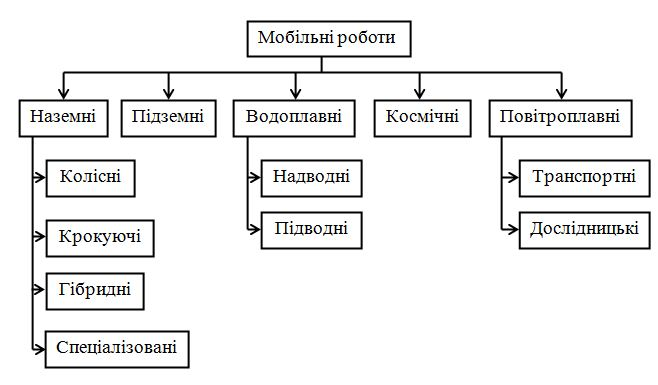 Мобільні роботи
Наземні
Підземні
Водоплавні
Космічні
Повітроплавні
Колісні
Крокуючі
Гібридні
Спеціалізовані
Надводні
Підводні
Транспортні
Дослідницькі